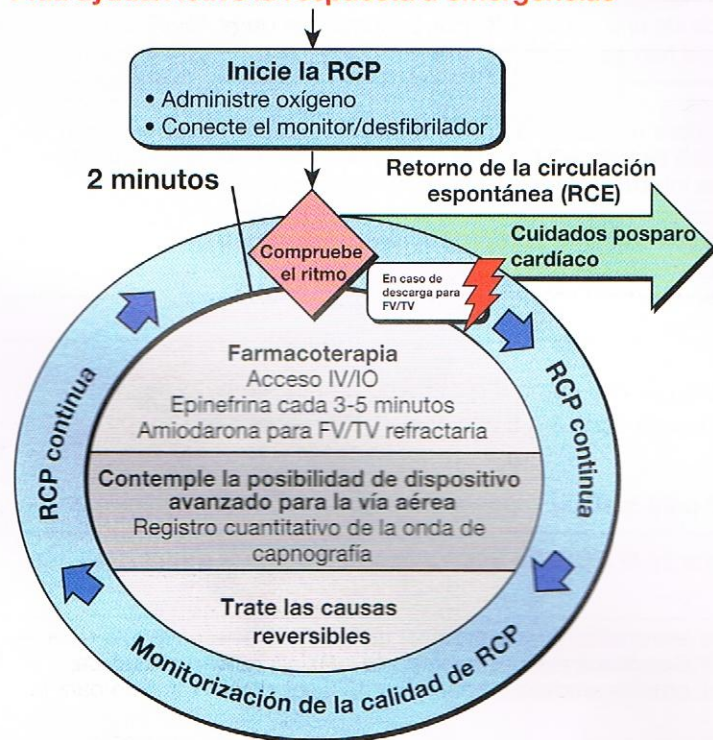 Inicie la RCP
• Administre oxígeno
• Conecte el monitor/desfibrilador
2 minutos
Retorno de la circulación
espontánea (RCE)
Cuidados posparo
cardíaco
Compruebe
el ritmo
En caso de
descarga para
FV/TV
Farmacoterapia
Acceso IV/IO
Epinefrina cada 3-5 minutos
Amiodarona para FV/TV refractaria
Contemple la posibilidad de dispositivo
avanzado para la vía aérea
Registro cuantitativo de la onda de
capnografía
Trate las causas
reversibles
RCP continua
RCP continua
Monitorización de la calidad de RCP